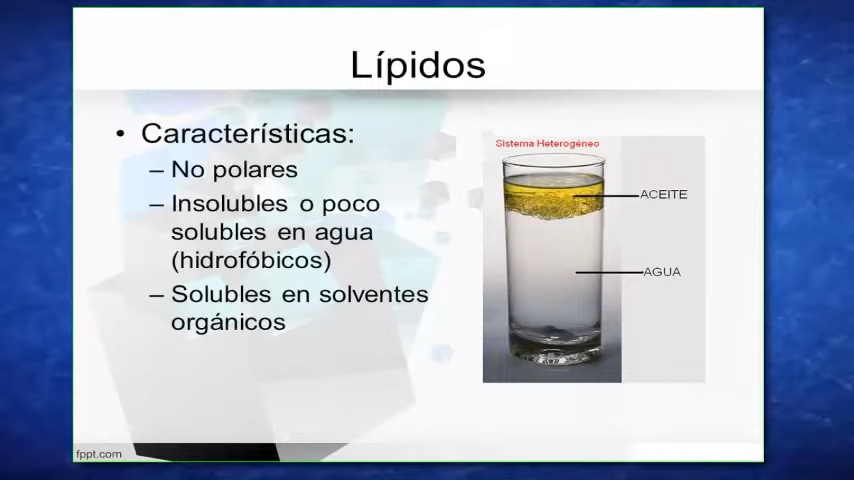 Lípidos
• Características:
– No polares
– Insolubles o poco
solubles en agua
(hidrofóbicos)
– Solubles en solventes
orgánicos
Sistema Heterogéneo
ACEITE
AGUA
fppt.com